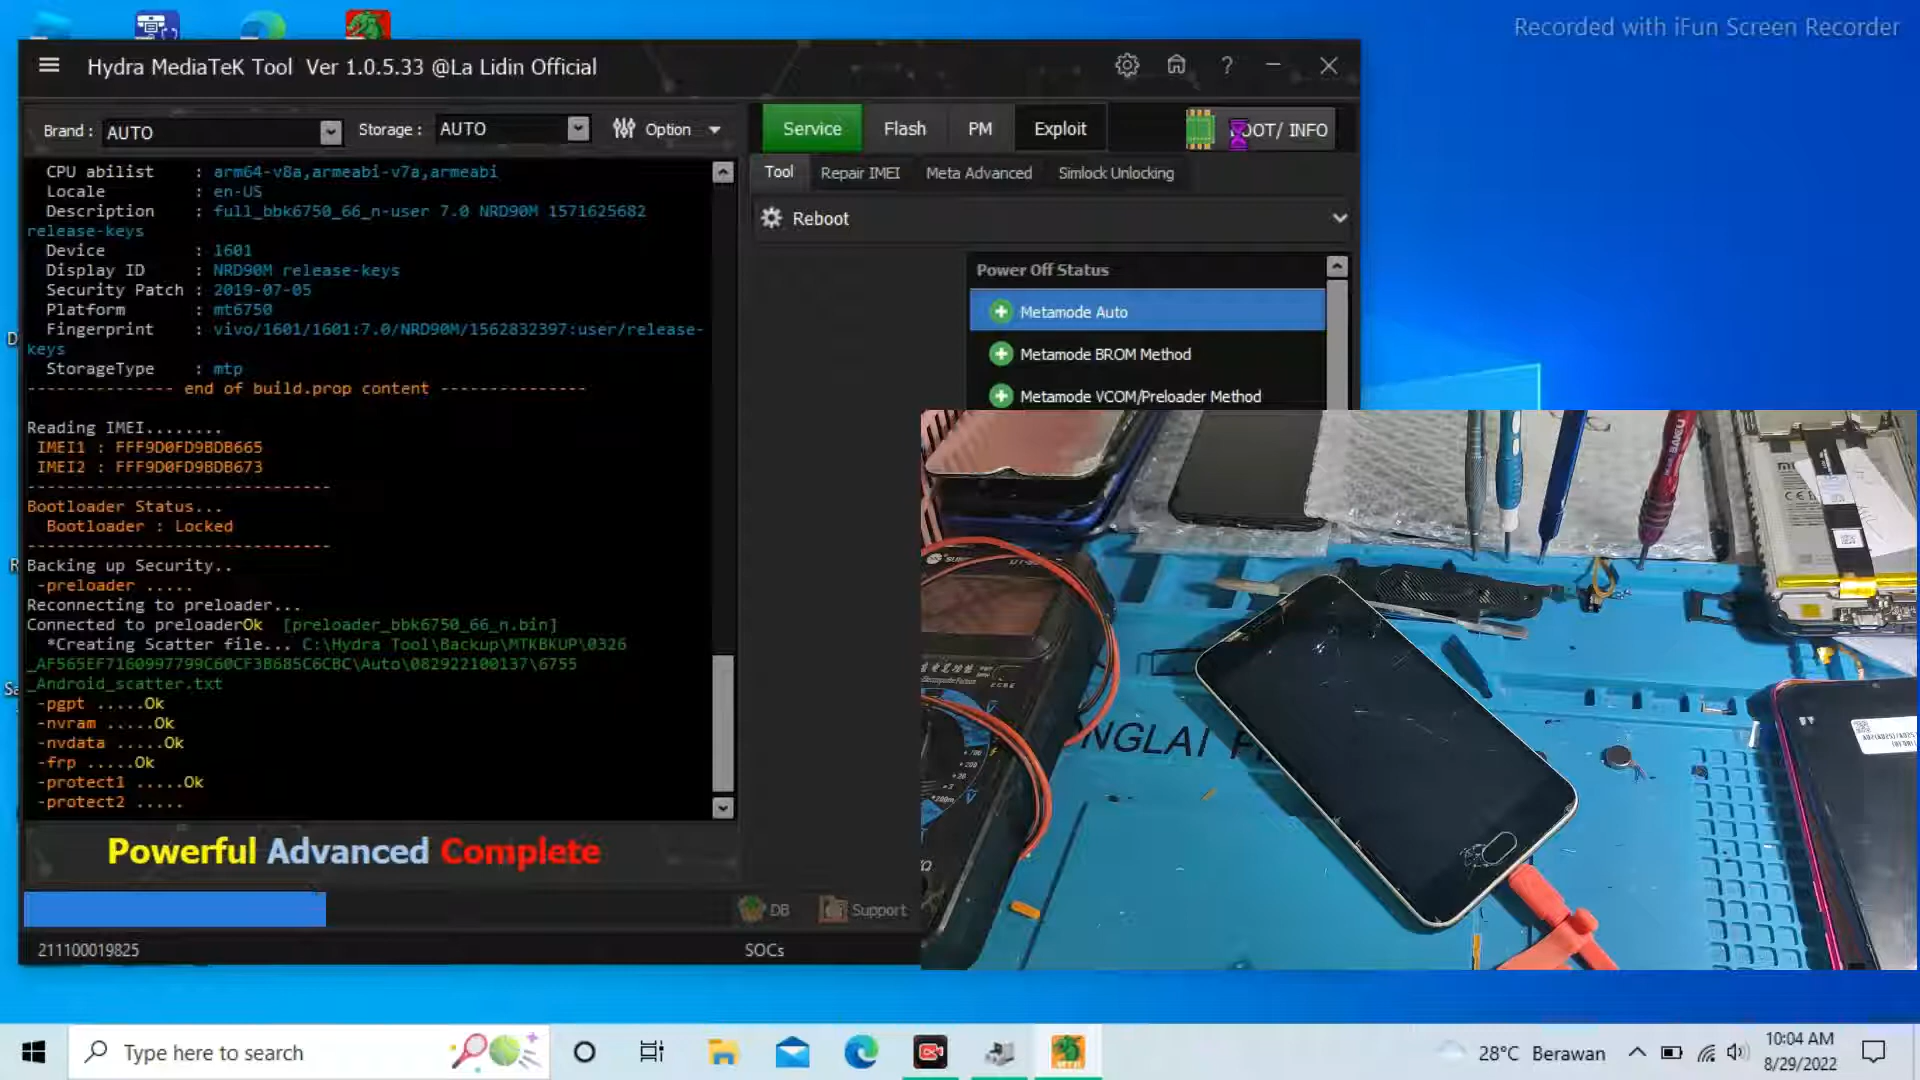 Recorded with iFun Screen Recorder
Hydra MediaTeK Tool Ver 1.0.5.33 @La Lidin Official
Brand : AUTO Storage : AUTO Option
Service Flash PM Exploit OOT/ INFO
Tool Repair IMEI Meta Advanced Simlock Unlocking
Reboot
Power Off Status
Metamode Auto
Metamode BROM Method
Metamode VCOM/Preloader Method
CPU abilist : arm64-v8a,armeabi-v7a,armeabi
Locale : en-US
Description : full_bbk6750_66_n-user 7.0 NRD90M 1571625682
release-keys
Device : 1601
Display ID : NRD90M release-keys
Security Patch : 2019-07-05
Platform : mt6750
Fingerprint : vivo/1601/1601:7.0/NRD90M/1562832397:user/release-
keys
StorageType : mtp
--------------- end of build.prop content ---------------
Reading IMEI........
IMEI1 : FFF9D0FD9BDB665
IMEI2 : FFF9D0FD9BDB673
-------------------------------
Bootloader Status...
Bootloader : Locked
-------------------------------
Backing up Security..
-preloader .....
Reconnecting to preloader...
Connected to preloaderOk [preloader_bbk6750_66_n.bin]
*Creating Scatter file... C:\Hydra Tool\Backup\MTKBKUP\0326
_AF565EF7160997799C60CF3B685C6CBC\Auto\082922100137\6755
_Android_scatter.txt
-pgpt .....Ok
-nvram .....Ok
-nvdata .....Ok
-frp .....Ok
-protect1 .....Ok
-protect2 .....
Powerful Advanced Complete
DB Support
211100019825 SOCs
NGLAI F
Type here to search
28°C Berawan
10:04 AM
8/29/2022